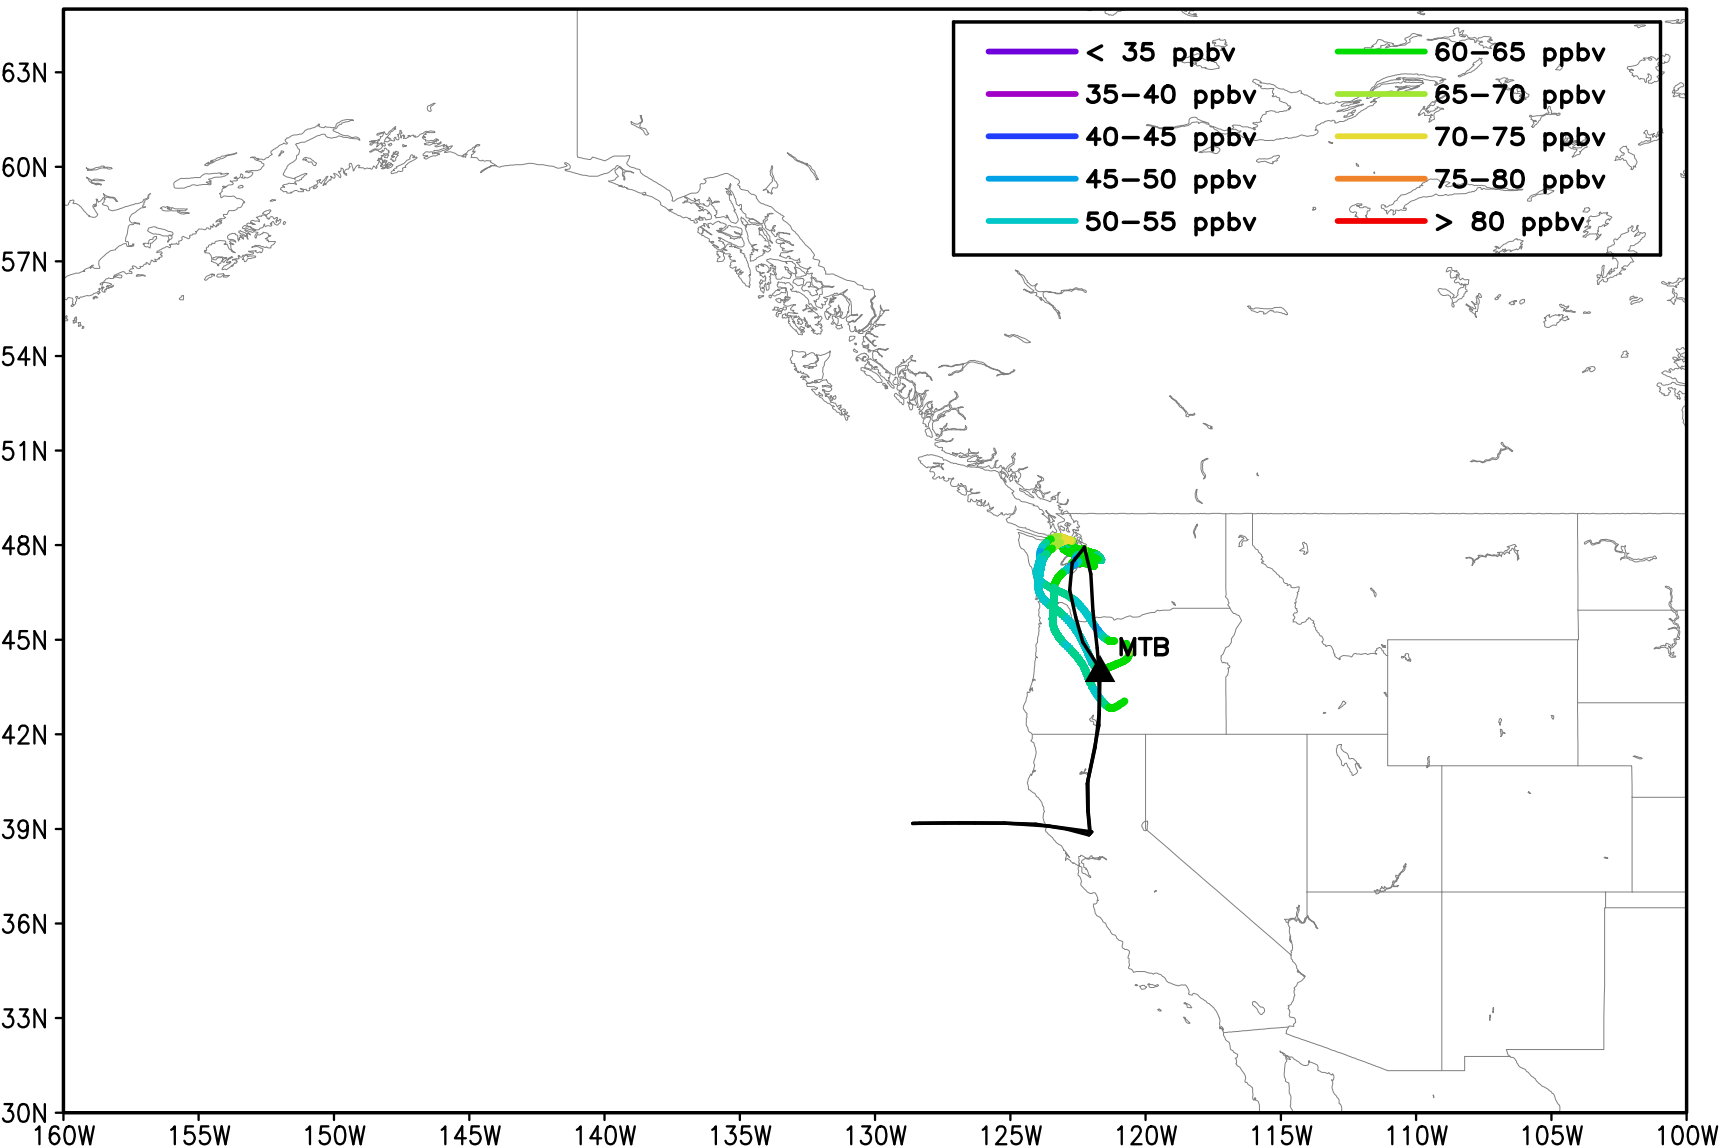 < 35 ppbv
35-40 ppbv
40-45 ppbv
45-50 ppbv
50-55 ppbv
60-65 ppbv
65-70 ppbv
70-75 ppbv
75-80 ppbv
> 80 ppbv
63N
60N
57N
54N
51N
48N
45N
42N
39N
36N
33N
30N
MTB
160W 155W 150W 145W 140W 135W 130W 125W 120W 115W 110W 105W 100W